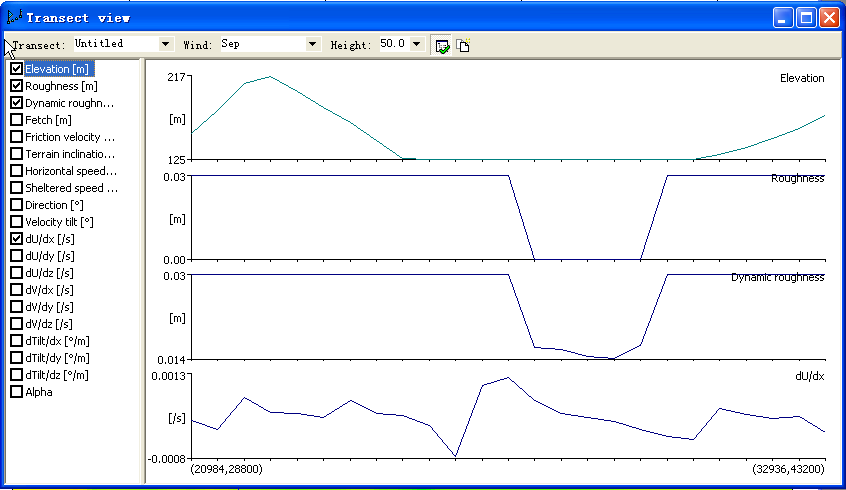 Transect view
Transect: Untitled Wind: Sep Height: 50.0
Elevation [m]
Roughness [m]
Dynamic roughn...
Fetch [m]
Friction velocity ...
Terrain inclinatio...
Horizontal speed...
Sheltered speed ...
Direction [°]
Velocity tilt [°]
dU/dx [/s]
dU/dy [/s]
dU/dz [/s]
dV/dx [/s]
dV/dy [/s]
dV/dz [/s]
dTilt/dx [°/m]
dTilt/dy [°/m]
dTilt/dz [°/m]
Alpha
217
Elevation
[m]
125
0.03
Roughness
[m]
0.00
0.03
Dynamic roughness
[m]
0.014
0.0013
dU/dx
[/s]
-0.0008
(20984,28800) (32936,43200)